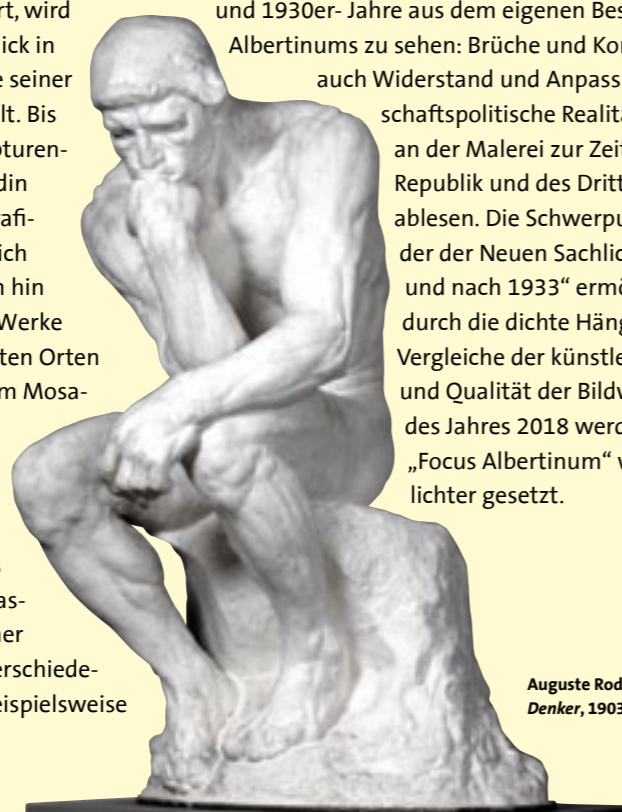 rt, wird
ick in
e seiner
lt. Bis
oturen-
din
afi-
ich
n hin
Werke
ten Orten
m Mosa-
as-
ner
erschiede-
eispielsweise
und 1930er- Jahre aus dem eigenen Bes
Albertinums zu sehen: Brüche und Kon
auch Widerstand und Anpass
schaftspolitische Realitä
an der Malerei zur Zeit
Republik und des Dritt
ablesen. Die Schwerpu
der der Neuen Sachlic
und nach 1933“ ermö
durch die dichte Häng
Vergleiche der künstle
und Qualität der Bildw
des Jahres 2018 werd
„Focus Albertinum“ v
lichter gesetzt.
Auguste Rod
Denker, 1903